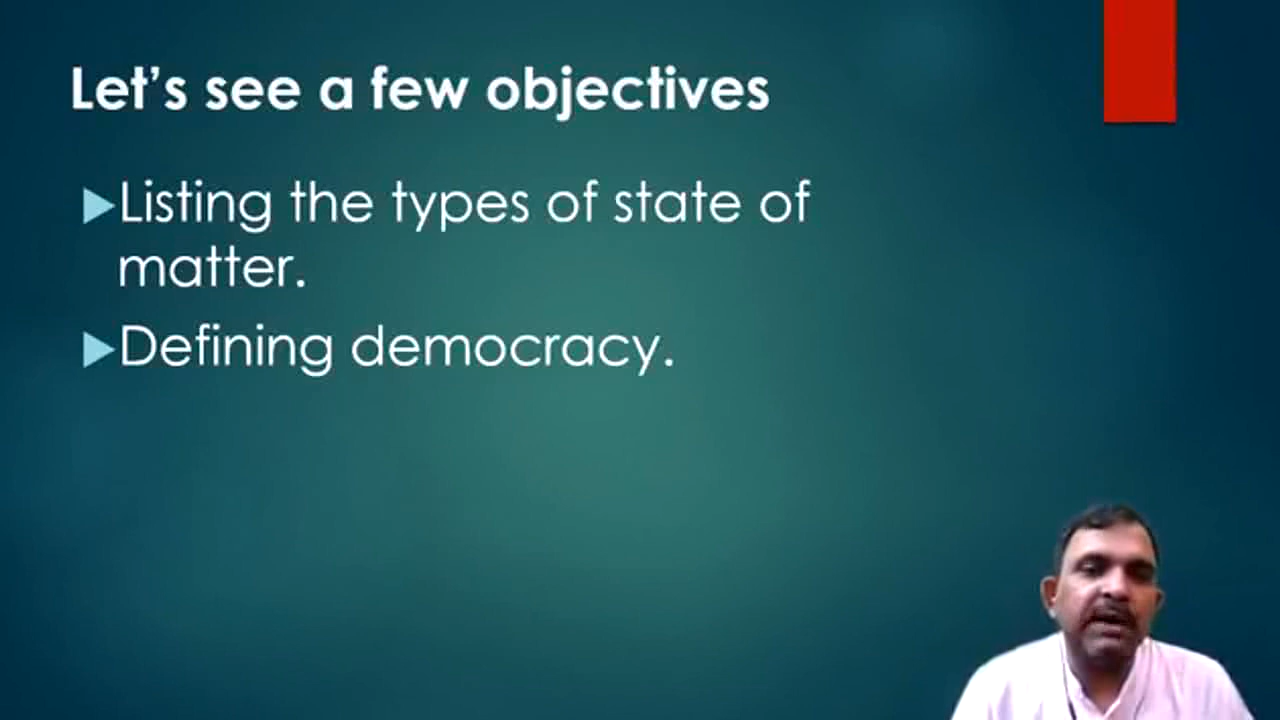 Let’s see a few objectives
Listing the types of state of
matter.
Defining democracy.